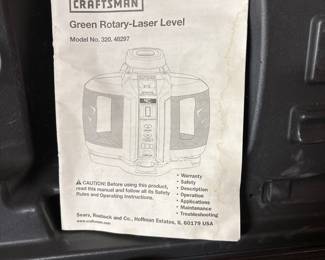 CRAFTSMAN
Green Rotary-Laser Level
Model No. 320. 48297
⚠ CAUTION: Before using this product,
read this manual and follow all its Safety
Rules and Operating Instructions.
• Warranty
• Safety
• Description
• Operation
• Applications
• Maintenance
• Troubleshooting
Sears, Roebuck and Co., Hoffman Estates, IL 60179 USA
www.craftsman.com